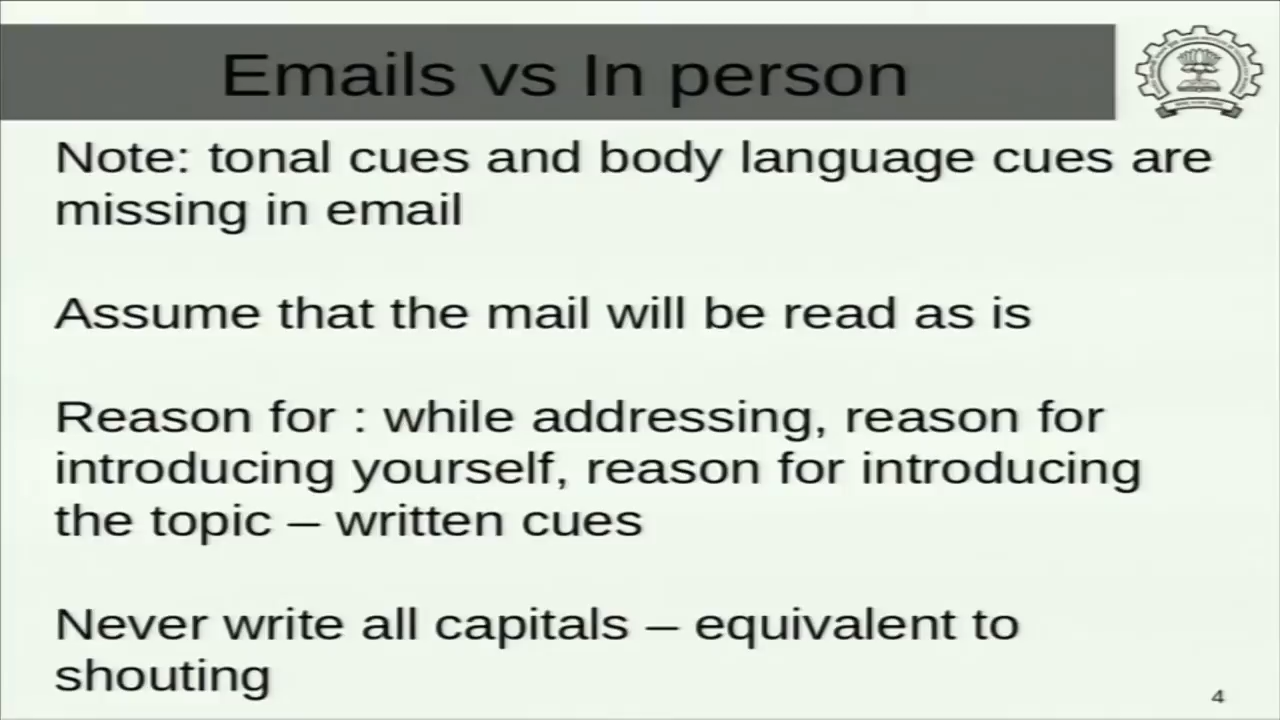 Emails vs In person
Note: tonal cues and body language cues are
missing in email
Assume that the mail will be read as is
Reason for : while addressing, reason for
introducing yourself, reason for introducing
the topic – written cues
Never write all capitals – equivalent to
shouting
4